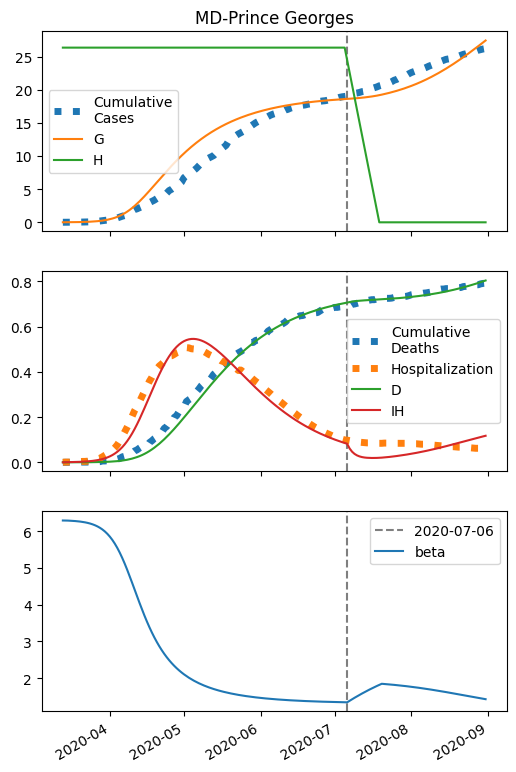 MD-Prince Georges
25
20
15
10
5
0
Cumulative
Cases
G
H
0.8
0.6
0.4
0.2
0.0
Cumulative
Deaths
Hospitalization
D
IH
6
5
4
3
2
2020-07-06
beta
2020-04
2020-05
2020-06
2020-07
2020-08
2020-09